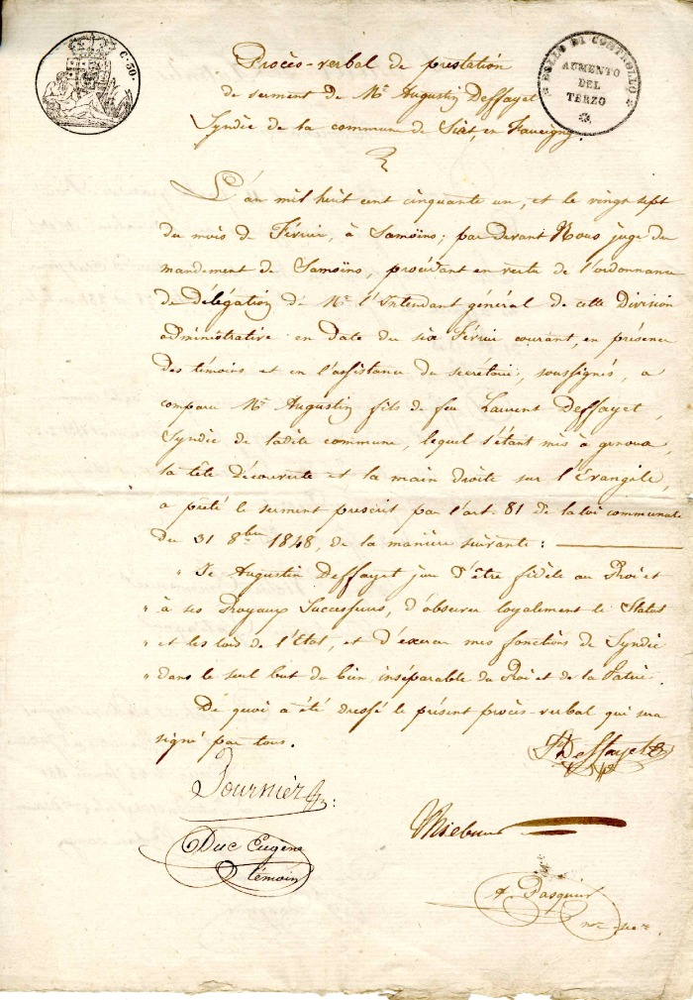 C. 50.
BOLLO DI CONTROLLO
AUMENTO
DEL
TERZO
Procès-verbal de prestation
de serment de Mr Augustin Deffayet
Syndic de la commune de Sixt, en Faucigny.
L'an mil huit cent cinquante un, et le vingt sept
du mois de Février, à Samoëns; par devant Nous juge du
mandement de Samoëns, procédant en vertu de l'ordonnance
de délégation de Mr l'Intendant général de cette Division
administrative en date du six Février courant, en présence
des témoins et en l'assistance du secrétaire, soussignés, a
comparu Mr Augustin fils de feu Laurent Deffayet,
Syndic de ladite commune, lequel s'étant mis à genoux,
la tête découverte et la main droite sur l'Evangile,
a prêté le serment prescrit par l'art. 81 de la loi communale
du 31 8bre 1848, de la manière suivante :
" Je Augustin Deffayet jure d'être fidèle au Roi et
" à ses Royaux Successeurs, d'observer loyalement le Statut
" et les lois de l'Etat, et d'exercer mes fonctions de Syndic
" dans le seul but du bien inséparable du Roi et de la Patrie.
De quoi a été dressé le présent procès-verbal qui sera
signé par tous.
Deffayet
Fournier
Duc Eugène
témoin
A. Pasquier